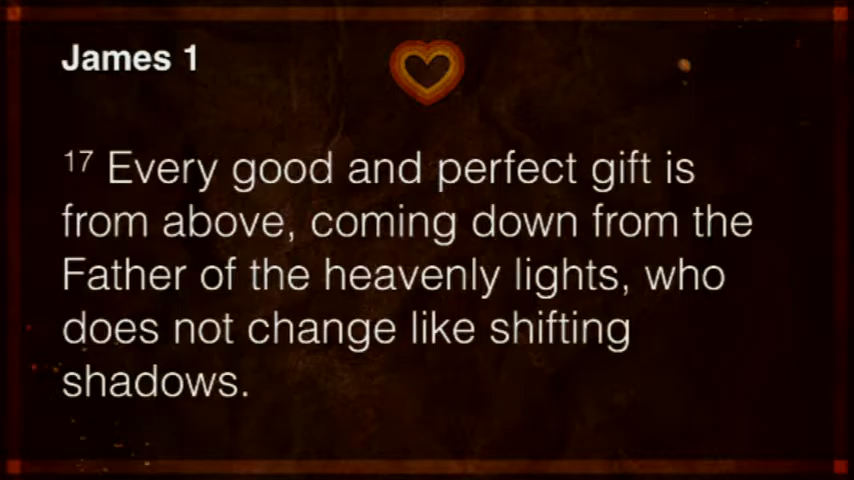 James 1
17 Every good and perfect gift is
from above, coming down from the
Father of the heavenly lights, who
does not change like shifting
shadows.